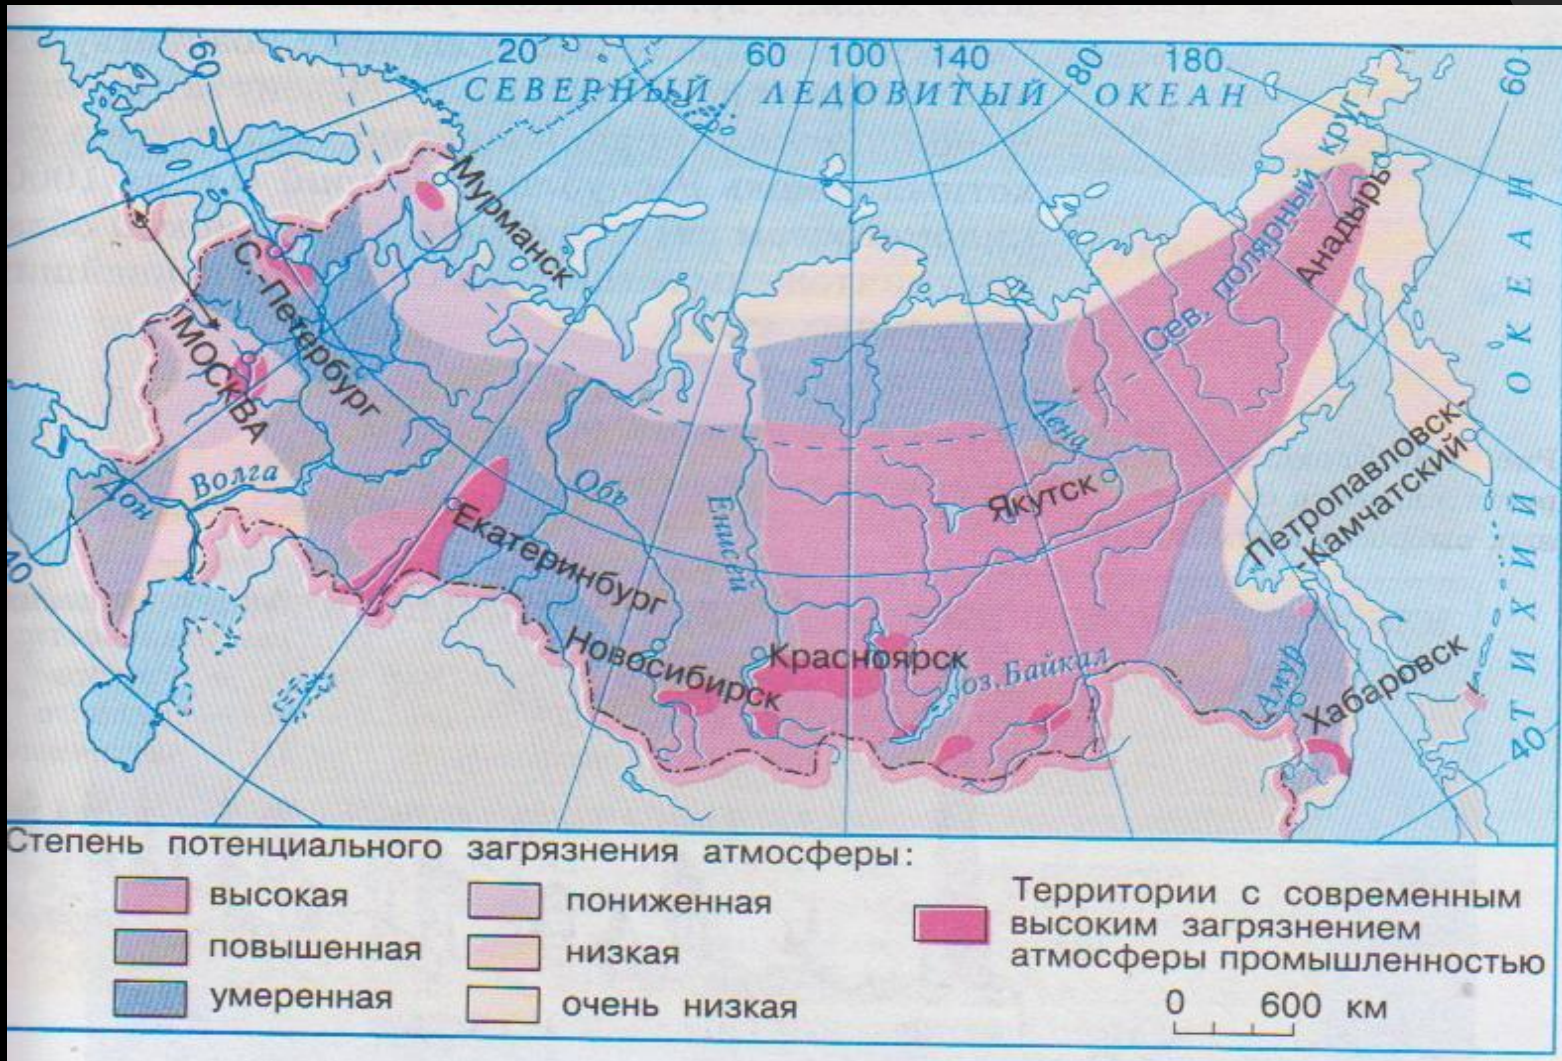 60
20
60
100
140
80
180
60
СЕВЕРНЫЙ ЛЕДОВИТЫЙ ОКЕАН
Сев. полярный круг
Мурманск
Анадырь
С.-Петербург
МОСКВА
Лена
ТИХИЙ ОКЕАН
Волга
Дон
Обь
Енисей
Якутск
Петропавловск-
-Камчатский
40
Екатеринбург
Новосибирск
Красноярск
оз. Байкал
Амур
Хабаровск
40
Степень потенциального загрязнения атмосферы:
высокая
повышенная
умеренная
пониженная
низкая
очень низкая
Территории с современным
высоким загрязнением
атмосферы промышленностью
0 600 км